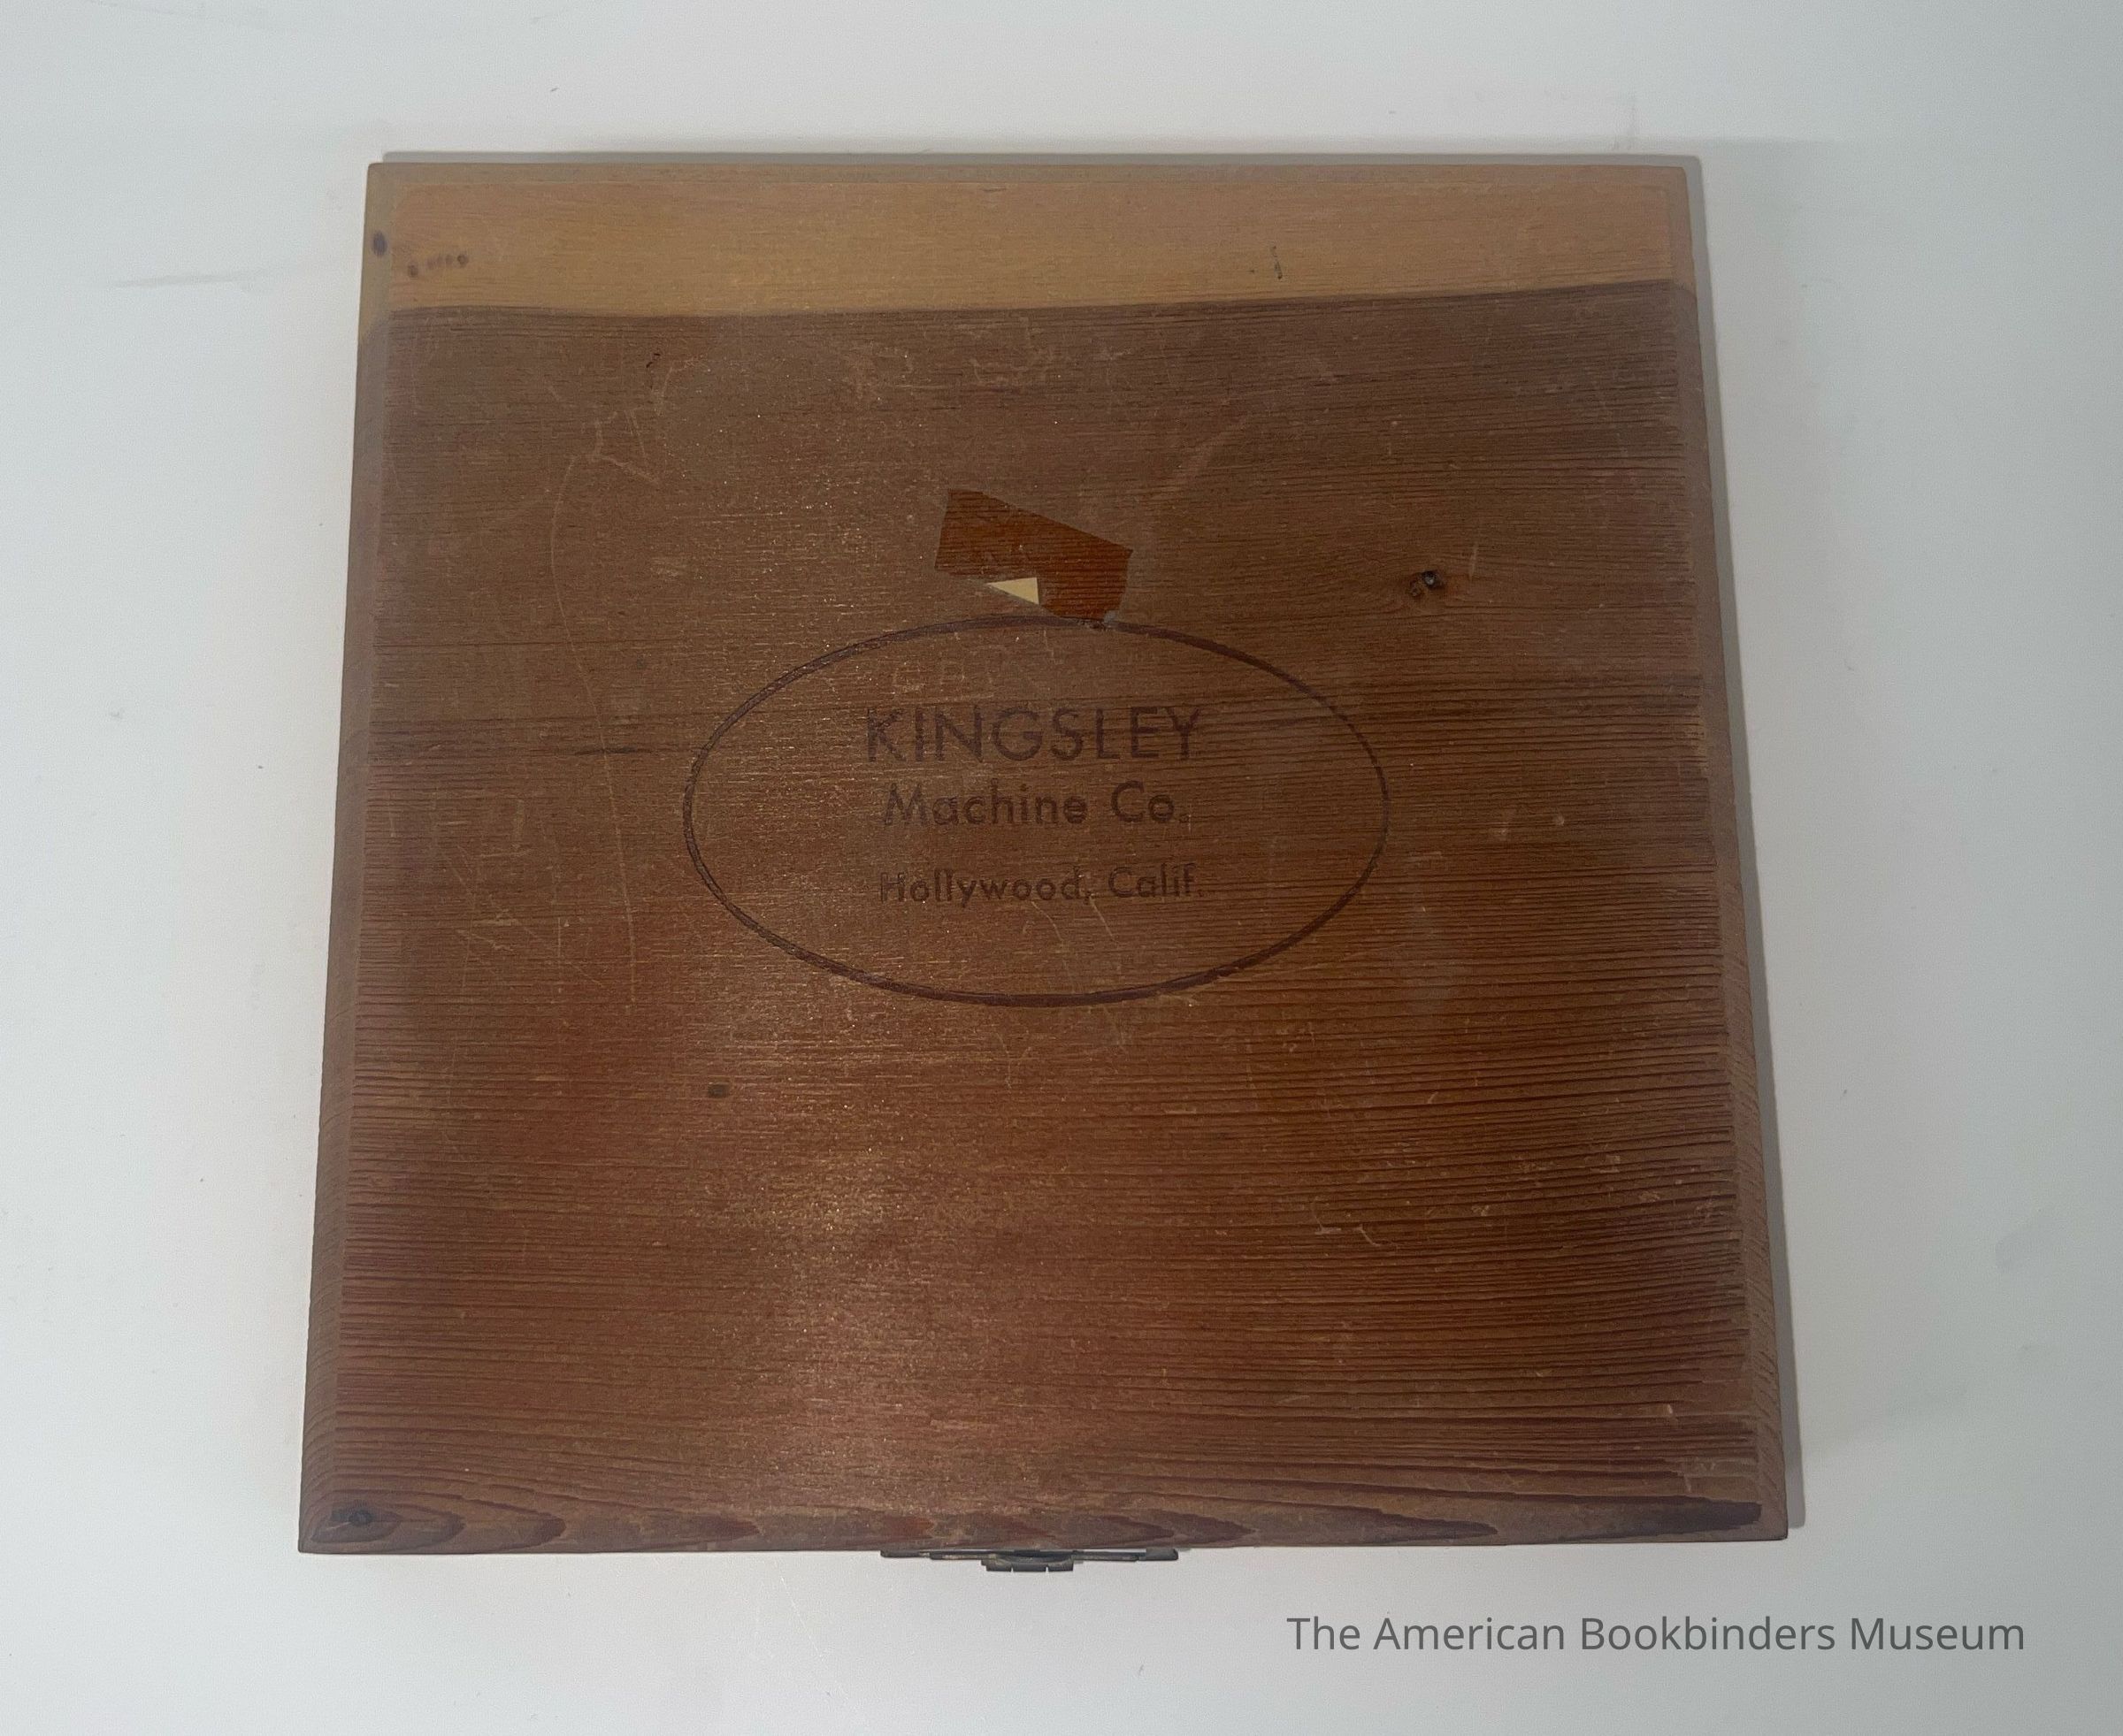 KINGSLEY
Machine Co.
Hollywood, Calif.
The American Bookbinders Museum